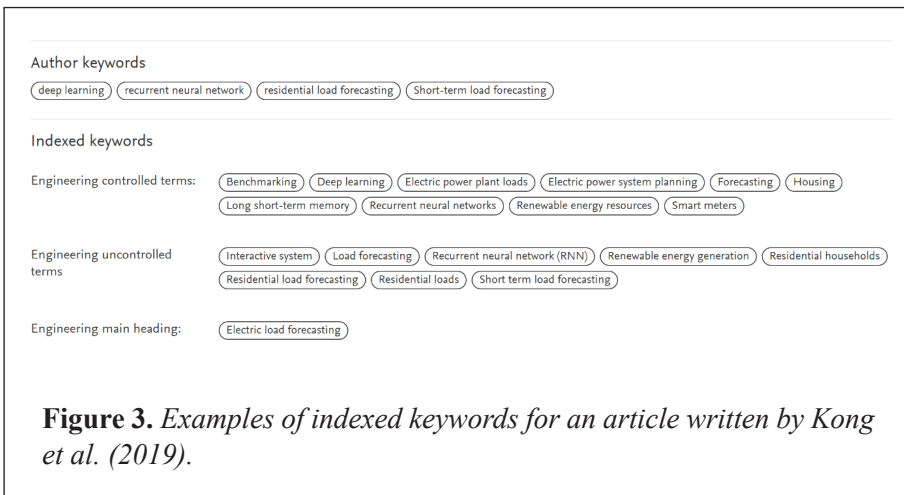 Author keywords
deep learning recurrent neural network residential load forecasting Short-term load forecasting
Indexed keywords
Engineering controlled terms: Benchmarking Deep learning Electric power plant loads Electric power system planning Forecasting Housing
Long short-term memory Recurrent neural networks Renewable energy resources Smart meters
Engineering uncontrolled terms Interactive system Load forecasting Recurrent neural network (RNN) Renewable energy generation Residential households
Residential load forecasting Residential loads Short term load forecasting
Engineering main heading: Electric load forecasting
Figure 3. Examples of indexed keywords for an article written by Kong
et al. (2019).